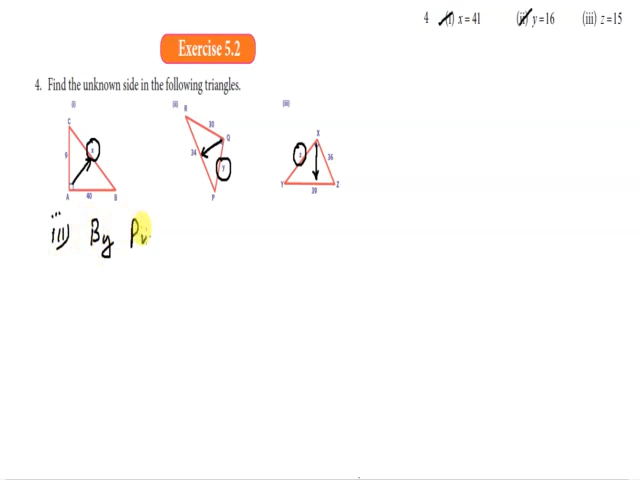 4 (i) x = 41 (ii) y = 16 (iii) z = 15
Exercise 5.2
4. Find the unknown side in the following triangles.
(i) (ii) (iii)
C 9 x A 40 B
R 30 Q 34 y P
X z 36 Y 39 Z
iii) By